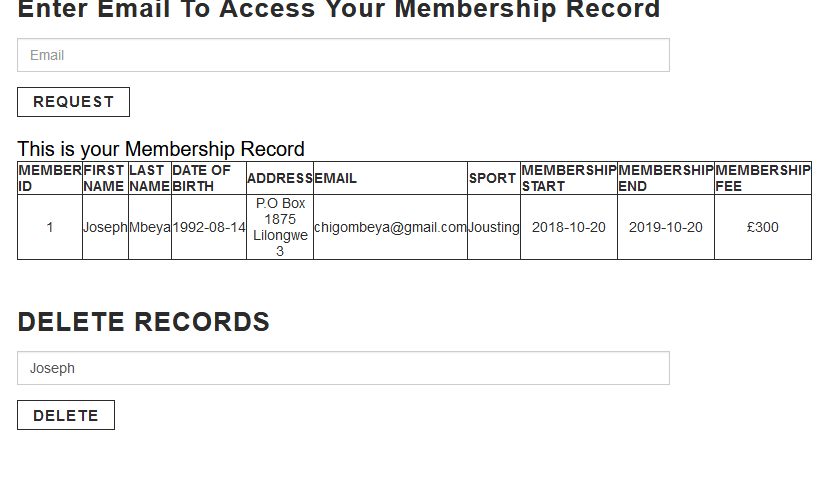 Enter Email To Access Your Membership Record
Email
REQUEST
This is your Membership Record
MEMBER ID FIRST NAME LAST NAME DATE OF BIRTH ADDRESS EMAIL SPORT MEMBERSHIP START MEMBERSHIP END MEMBERSHIP FEE
1 Joseph Mbeya 1992-08-14 P.O Box 1875 Lilongwe 3 chigombeya@gmail.com Jousting 2018-10-20 2019-10-20 £300
DELETE RECORDS
Joseph
DELETE